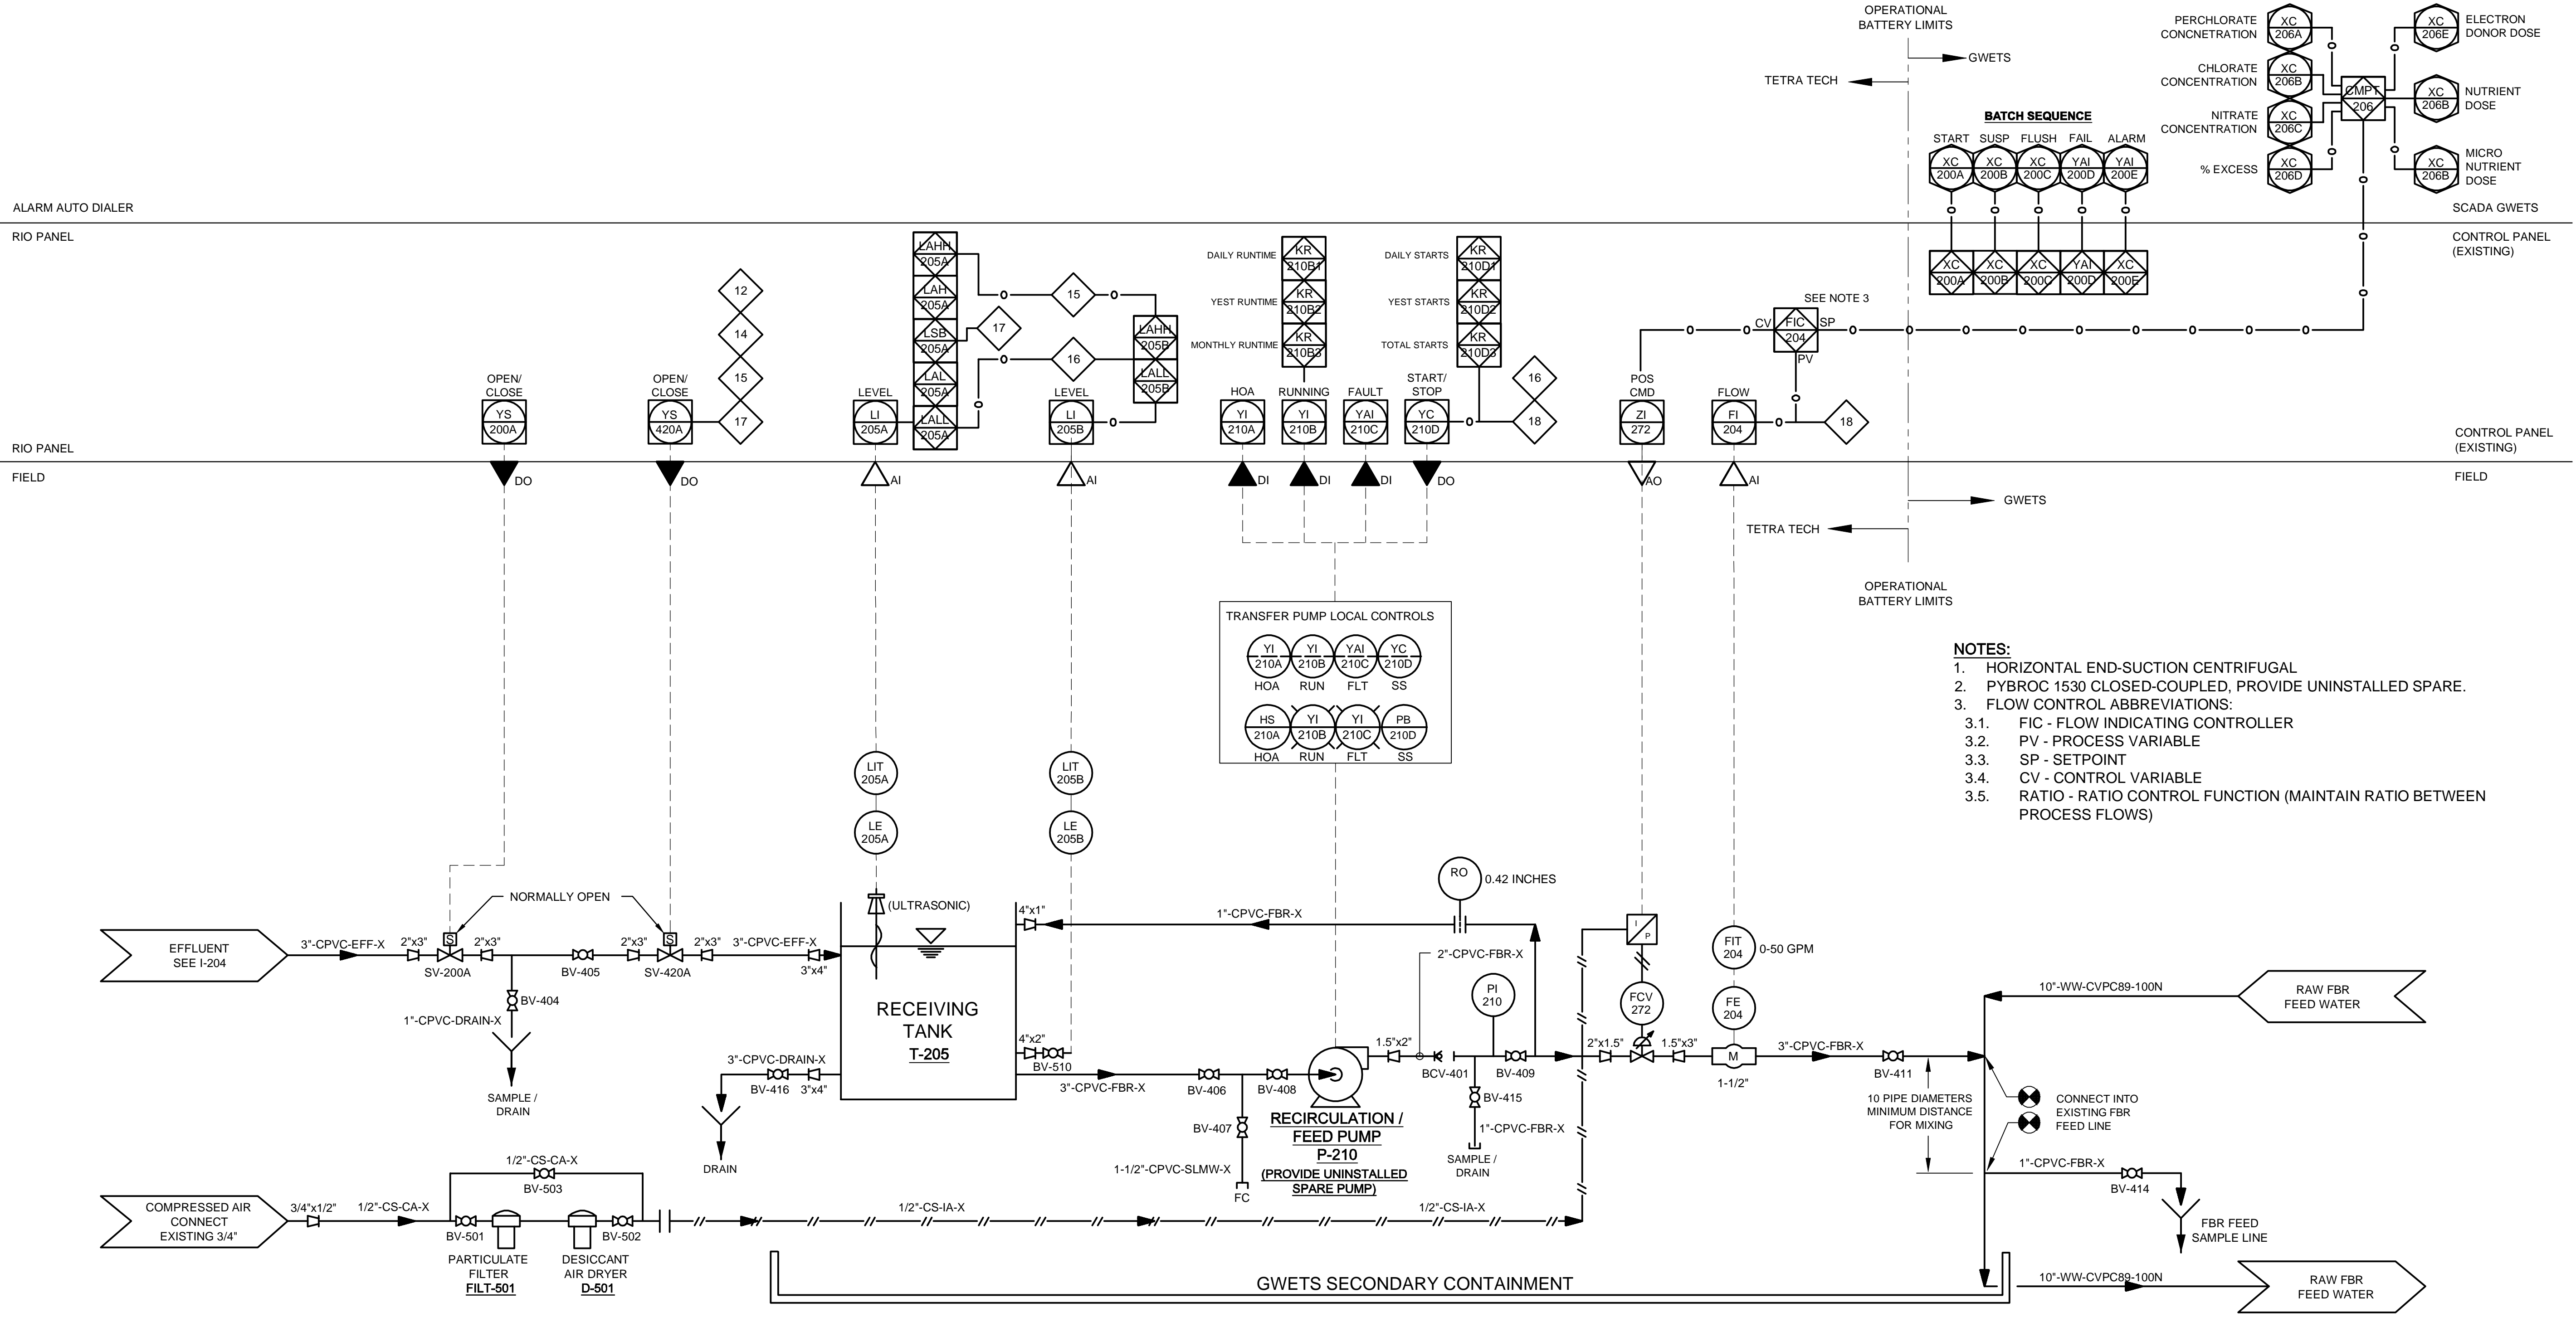 OPERATIONAL
BATTERY LIMITS
GWETS
TETRA TECH
PERCHLORATE
CONCNETRATION
XC
206A
CHLORATE
CONCENTRATION
XC
206B
NITRATE
CONCENTRATION
XC
206C
% EXCESS
XC
206D
CMPT
206
XC
206E
ELECTRON
DONOR DOSE
XC
206B
NUTRIENT
DOSE
XC
206B
MICRO
NUTRIENT
DOSE
BATCH SEQUENCE
START SUSP FLUSH FAIL ALARM
XC XC XC YAI YAI
200A 200B 200C 200D 200E
ALARM AUTO DIALER
SCADA GWETS
RIO PANEL
CONTROL PANEL
(EXISTING)
XC XC XC YAI XC
200A 200B 200C 200D 200E
12
14
15
17
OPEN/
CLOSE
YS
200A
OPEN/
CLOSE
YS
420A
LAHH
205A
LAH
205A
LSB
205A
LAL
205A
LALL
205A
LEVEL
LI
205A
15
17
16
LAHH
205B
LALL
205B
LEVEL
LI
205B
DAILY RUNTIME
KR
210B1
YEST RUNTIME
KR
210B2
MONTHLY RUNTIME
KR
210B3
DAILY STARTS
KR
210D1
YEST STARTS
KR
210D2
TOTAL STARTS
KR
210D3
HOA
YI
210A
RUNNING
YI
210B
FAULT
YAI
210C
START/
STOP
YC
210D
16
18
POS
CMD
ZI
272
FLOW
FI
204
18
SEE NOTE 3
CV
FIC
204
SP
PV
RIO PANEL
CONTROL PANEL
(EXISTING)
FIELD
FIELD
DO
DO
AI
AI
DI
DI
DI
DO
AO
AI
GWETS
TETRA TECH
OPERATIONAL
BATTERY LIMITS
TRANSFER PUMP LOCAL CONTROLS
YI YI YAI YC
210A 210B 210C 210D
HOA RUN FLT SS
HS YI YI PB
210A 210B 210C 210D
HOA RUN FLT SS
NOTES:
1. HORIZONTAL END-SUCTION CENTRIFUGAL
2. PYBROC 1530 CLOSED-COUPLED, PROVIDE UNINSTALLED SPARE.
3. FLOW CONTROL ABBREVIATIONS:
3.1. FIC - FLOW INDICATING CONTROLLER
3.2. PV - PROCESS VARIABLE
3.3. SP - SETPOINT
3.4. CV - CONTROL VARIABLE
3.5. RATIO - RATIO CONTROL FUNCTION (MAINTAIN RATIO BETWEEN
PROCESS FLOWS)
LIT
205A
LE
205A
LIT
205B
LE
205B
NORMALLY OPEN
(ULTRASONIC)
EFFLUENT
SEE I-204
3"-CPVC-EFF-X
2"x3"
S
SV-200A
2"x3"
BV-405
2"x3"
S
SV-420A
2"x3"
3"-CPVC-EFF-X
3"x4"
BV-404
1"-CPVC-DRAIN-X
SAMPLE /
DRAIN
RECEIVING
TANK
T-205
4"x1"
1"-CPVC-FBR-X
RO
0.42 INCHES
4"x2"
BV-510
3"-CPVC-DRAIN-X
BV-416
3"x4"
DRAIN
3"-CPVC-FBR-X
BV-406
BV-408
BV-407
1-1/2"-CPVC-SLMW-X
FC
RECIRCULATION /
FEED PUMP
P-210
(PROVIDE UNINSTALLED
SPARE PUMP)
1.5"x2"
2"-CPVC-FBR-X
BCV-401
PI
210
BV-409
BV-415
1"-CPVC-FBR-X
SAMPLE /
DRAIN
I
P
FCV
272
2"x1.5"
1.5"x3"
FIT
204
0-50 GPM
FE
204
M
1-1/2"
3"-CPVC-FBR-X
BV-411
10"-WW-CVPC89-100N
RAW FBR
FEED WATER
10 PIPE DIAMETERS
MINIMUM DISTANCE
FOR MIXING
CONNECT INTO
EXISTING FBR
FEED LINE
1"-CPVC-FBR-X
BV-414
FBR FEED
SAMPLE LINE
10"-WW-CVPC89-100N
RAW FBR
FEED WATER
COMPRESSED AIR
CONNECT
EXISTING 3/4"
3/4"x1/2"
1/2"-CS-CA-X
1/2"-CS-CA-X
BV-503
BV-501
BV-502
PARTICULATE
FILTER
FILT-501
DESICCANT
AIR DRYER
D-501
1/2"-CS-IA-X
1/2"-CS-IA-X
GWETS SECONDARY CONTAINMENT